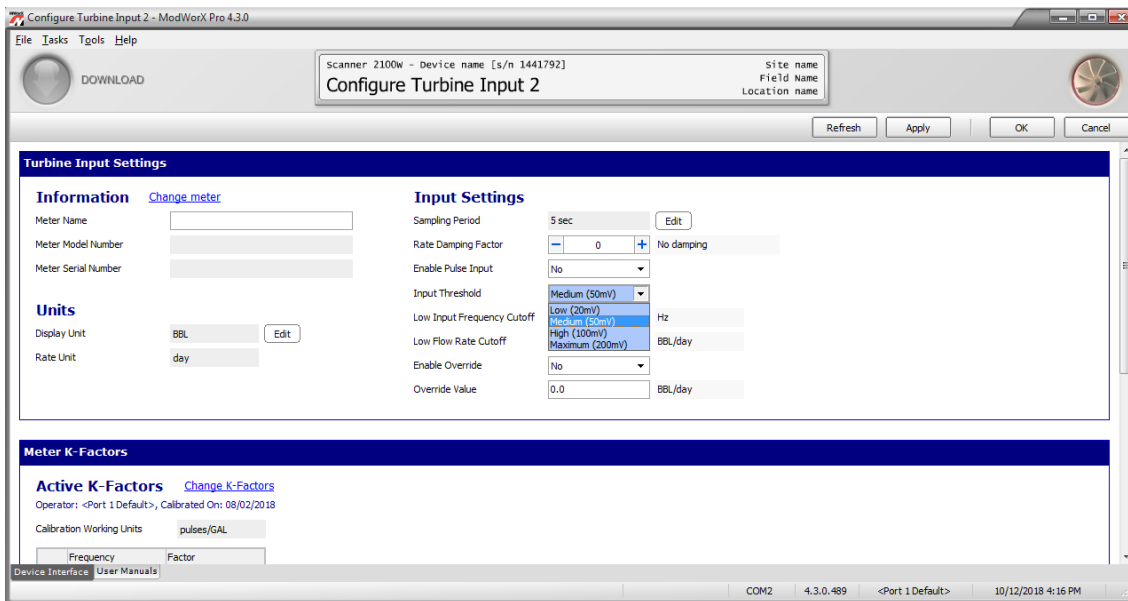 Configure Turbine Input 2 - ModWorX Pro 4.3.0
File Tasks Tools Help
DOWNLOAD
Scanner 2100W - Device name [s/n 1441792]
Configure Turbine Input 2
Site name
Field Name
Location name
Refresh Apply OK Cancel
Turbine Input Settings
Information Change meter
Meter Name
Meter Model Number
Meter Serial Number
Units
Display Unit BBL Edit
Rate Unit day
Input Settings
Sampling Period 5 sec Edit
Rate Damping Factor 0 No damping
Enable Pulse Input No
Input Threshold Medium (50mV)
Low (20mV)
Medium (50mV)
High (100mV)
Maximum (200mV)
Low Input Frequency Cutoff Hz
Low Flow Rate Cutoff BBL/day
Enable Override No
Override Value 0.0 BBL/day
Meter K-Factors
Active K-Factors Change K-Factors
Operator: <Port 1 Default>, Calibrated On: 08/02/2018
Calibration Working Units pulses/GAL
Frequency Factor
Device Interface User Manuals
COM2 4.3.0.489 <Port 1 Default> 10/12/2018 4:16 PM